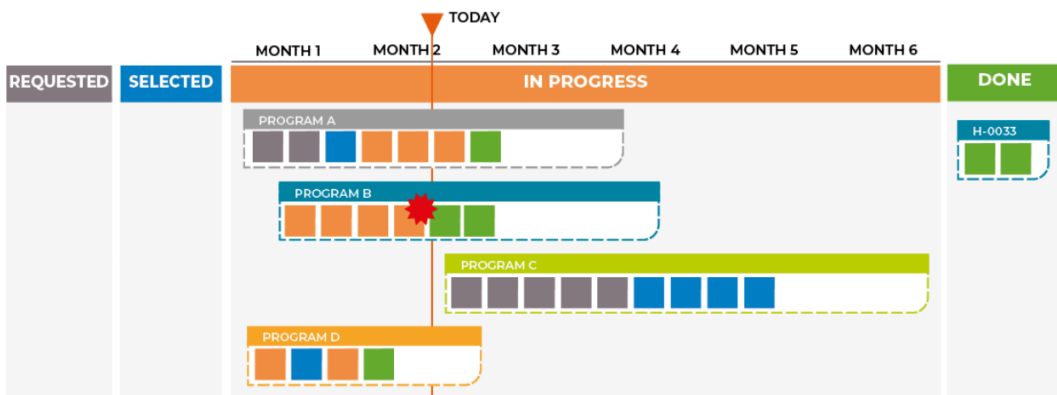 TODAY
MONTH 1 MONTH 2 MONTH 3 MONTH 4 MONTH 5 MONTH 6
REQUESTED SELECTED IN PROGRESS DONE
PROGRAM A
H-0033
PROGRAM B
PROGRAM C
PROGRAM D